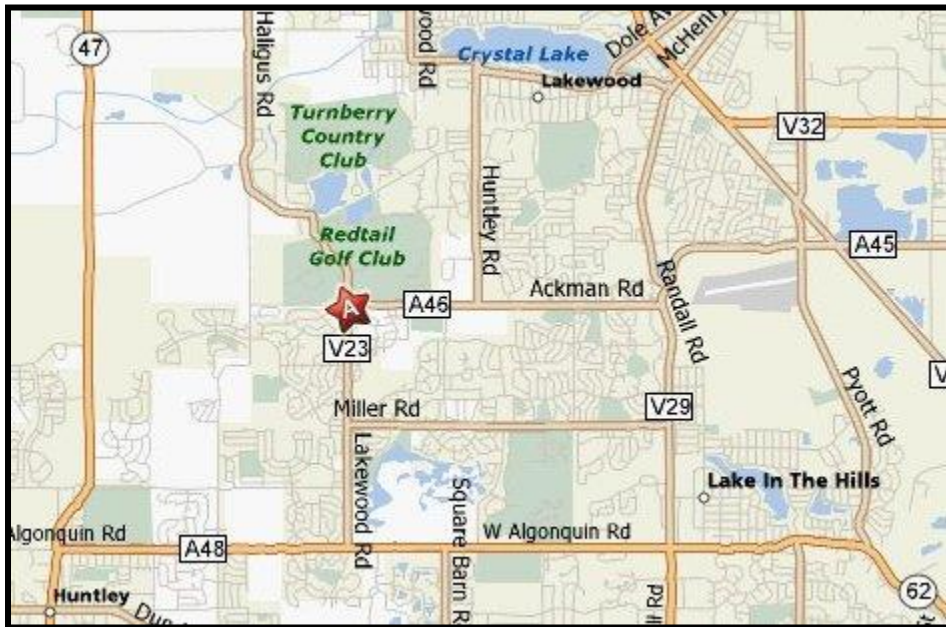 47
Haligus Rd
wood Rd
Crystal Lake
Dole Av
McHenry
Lakewood
V32
Turnberry
Country
Club
Huntley Rd
Redtail
Golf Club
A45
Randall Rd
Ackman Rd
A46
A
V23
V
Pyott Rd
Miller Rd
V29
Lakewood Rd
Square Barn R
Lake In The Hills
Algonquin Rd
W Algonquin Rd
A48
62
Huntley